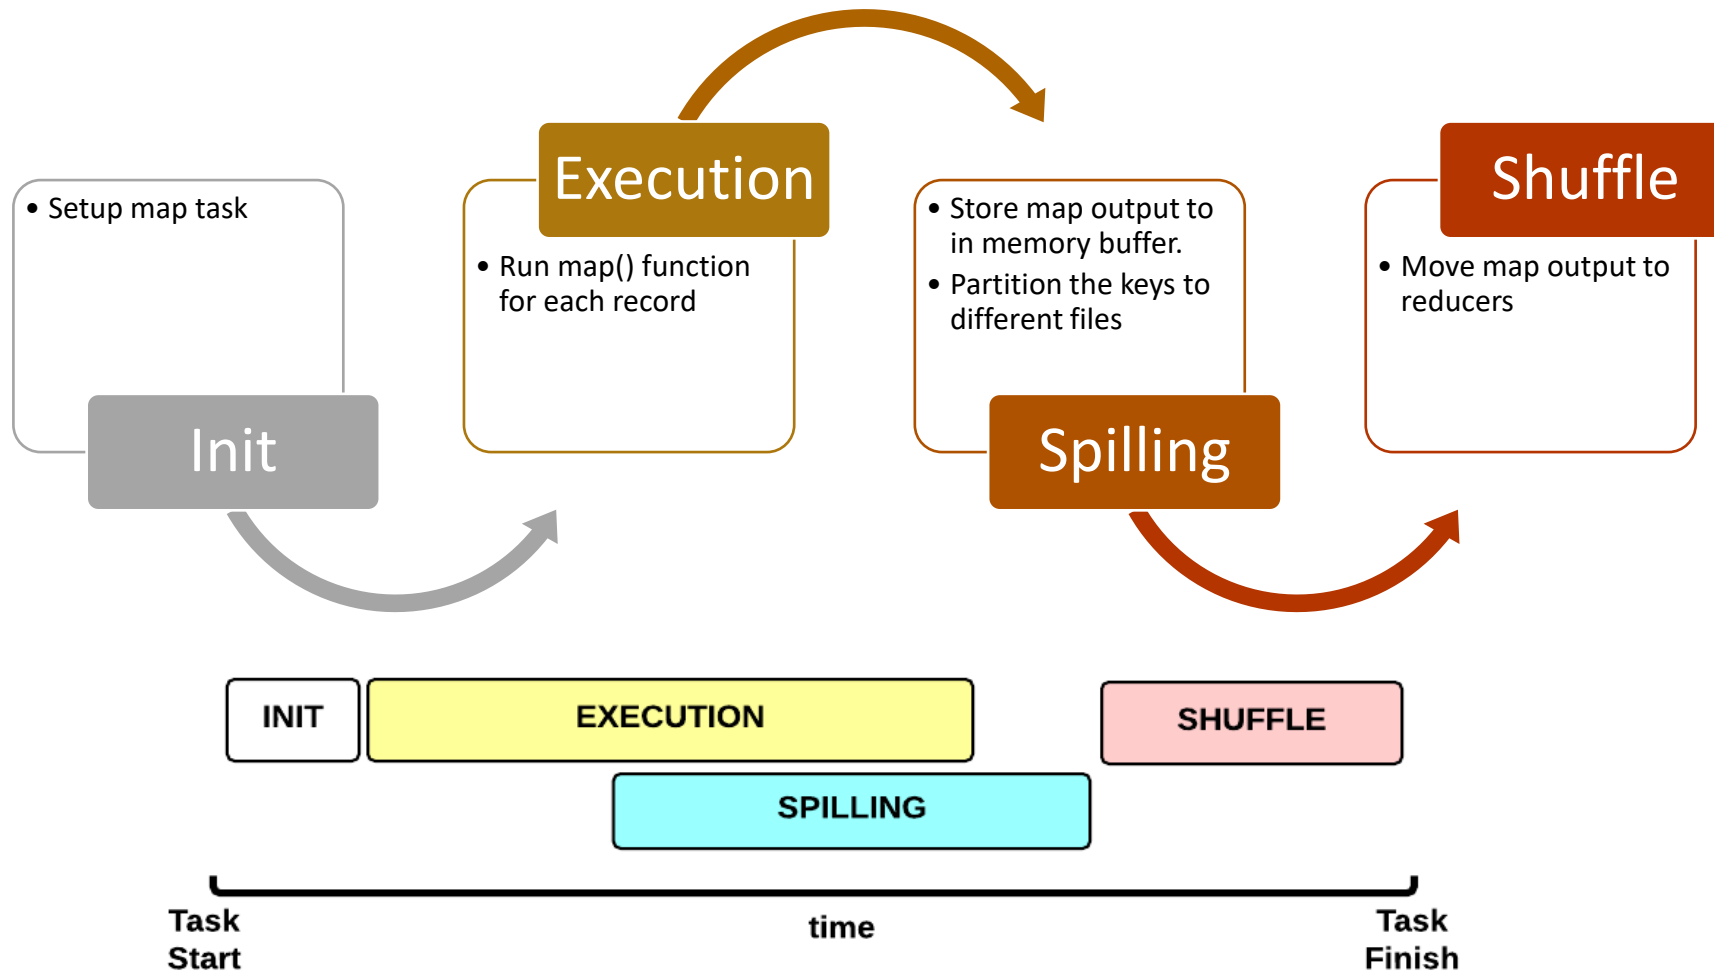 • Setup map task
Init
Execution
• Run map() function
for each record
• Store map output to
in memory buffer.
• Partition the keys to
different files
Spilling
Shuffle
• Move map output to
reducers
INIT
EXECUTION
SHUFFLE
SPILLING
Task
Start
time
Task
Finish